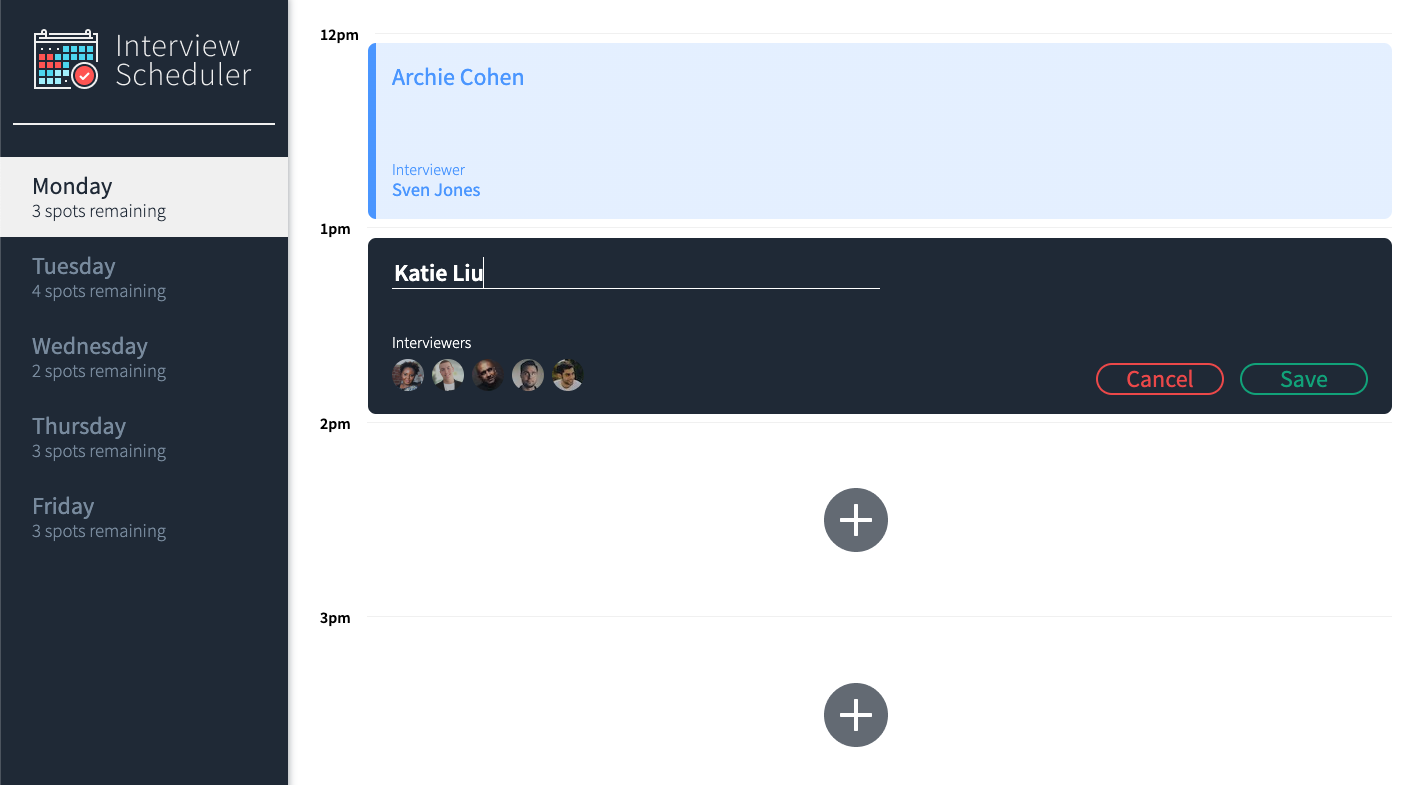 Interview
Scheduler
Monday
3 spots remaining
Tuesday
4 spots remaining
Wednesday
2 spots remaining
Thursday
3 spots remaining
Friday
3 spots remaining
12pm
Archie Cohen
Interviewer
Sven Jones
1pm
Katie Liu
Interviewers
Cancel
Save
2pm
3pm